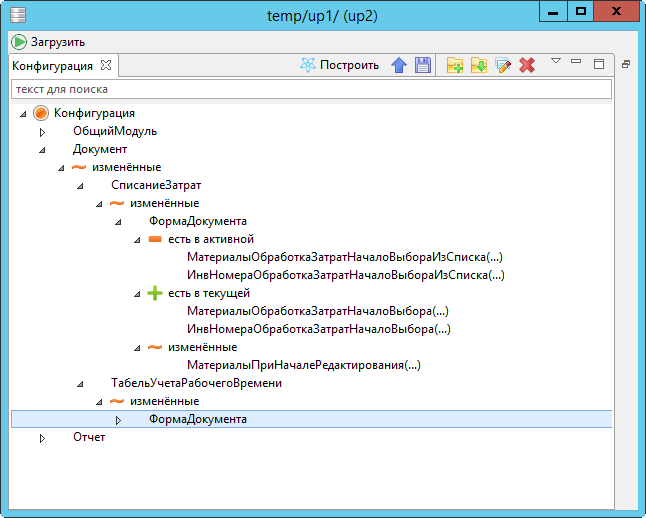 temp/up1/ (up2)
Загрузить
Конфигурация Построить
текст для поиска
Конфигурация
ОбщийМодуль
Документ
изменённые
СписаниеЗатрат
изменённые
ФормаДокумента
есть в активной
МатериалыОбработкаЗатратНачалоВыбораИзСписка(...)
ИнвНомераОбработкаЗатратНачалоВыбораИзСписка(...)
есть в текущей
МатериалыОбработкаЗатратНачалоВыбора(...)
ИнвНомераОбработкаЗатратНачалоВыбора(...)
изменённые
МатериалыПриНачалеРедактирования(...)
ТабельУчетаРабочегоВремени
изменённые
ФормаДокумента
Отчет